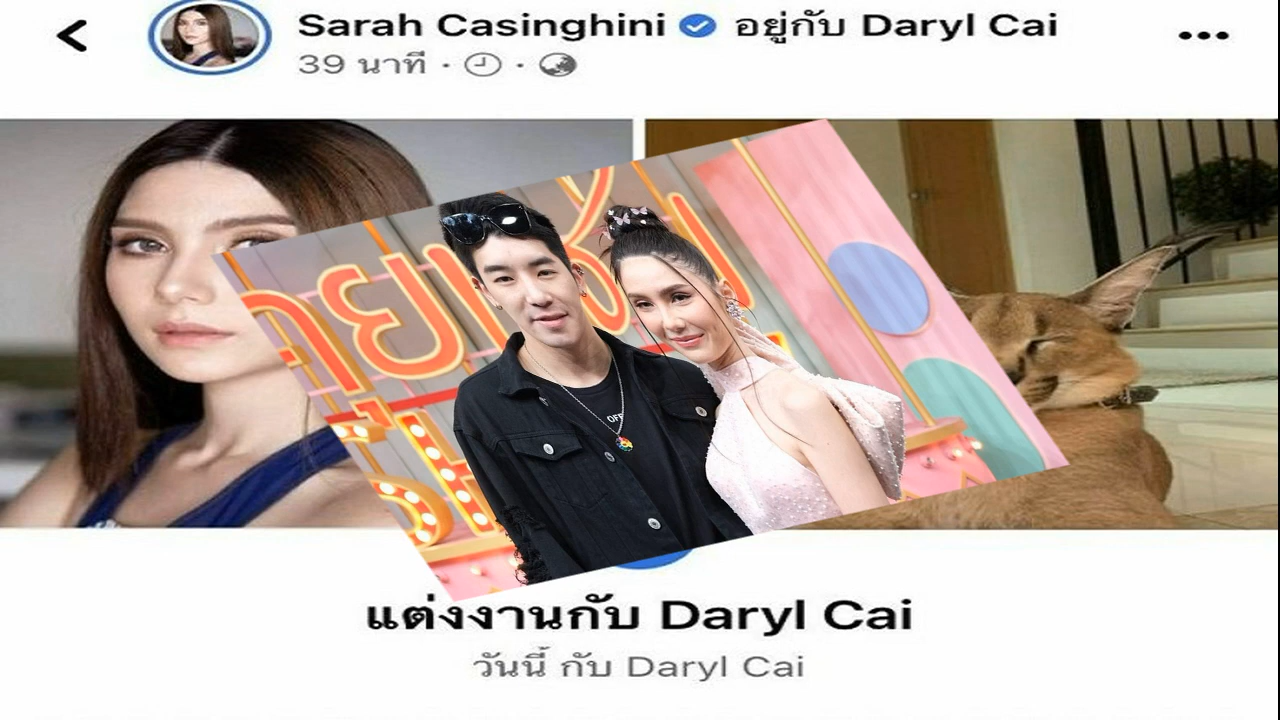 Sarah Casinghini อยู่กับ Daryl Cai
39 นาที · ·
OFF
แต่งงานกับ Daryl Cai
วันนี้ กับ Daryl Cai